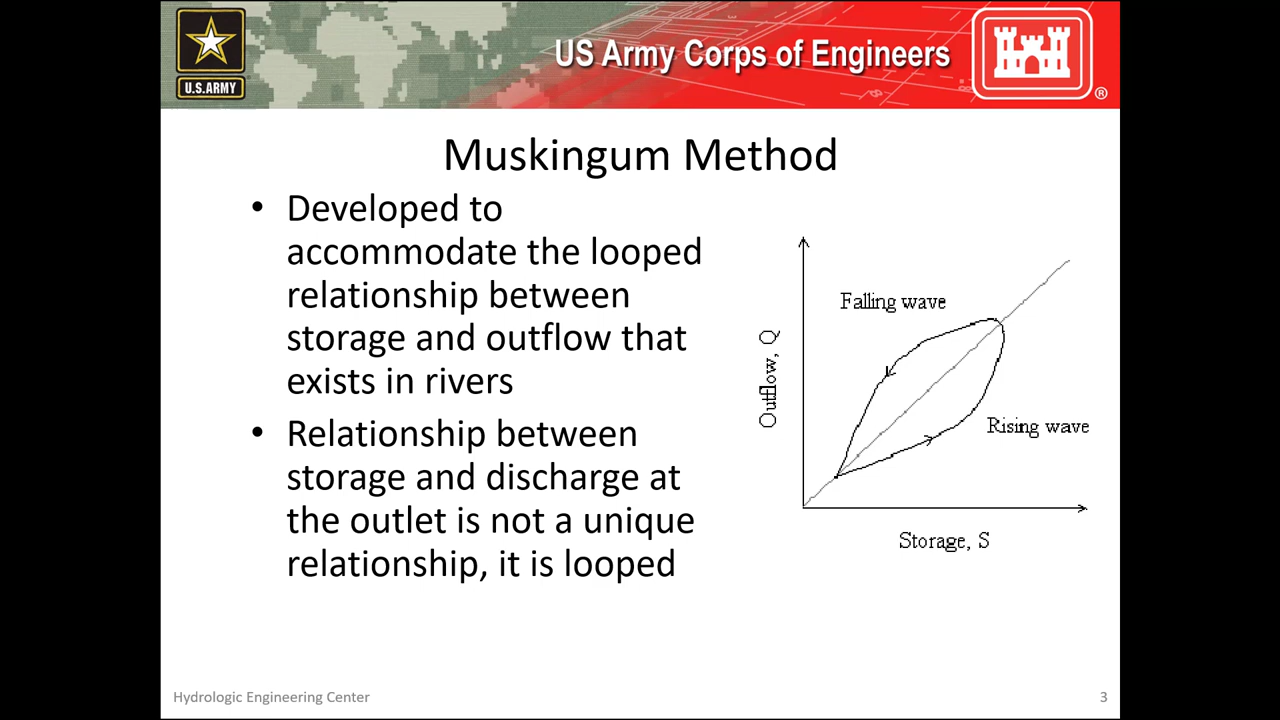 U.S.ARMY
US Army Corps of Engineers
®
Muskingum Method
• Developed to
accommodate the looped
relationship between
storage and outflow that
exists in rivers
• Relationship between
storage and discharge at
the outlet is not a unique
relationship, it is looped
Falling wave
Outflow, Q
Rising wave
Storage, S
Hydrologic Engineering Center
3